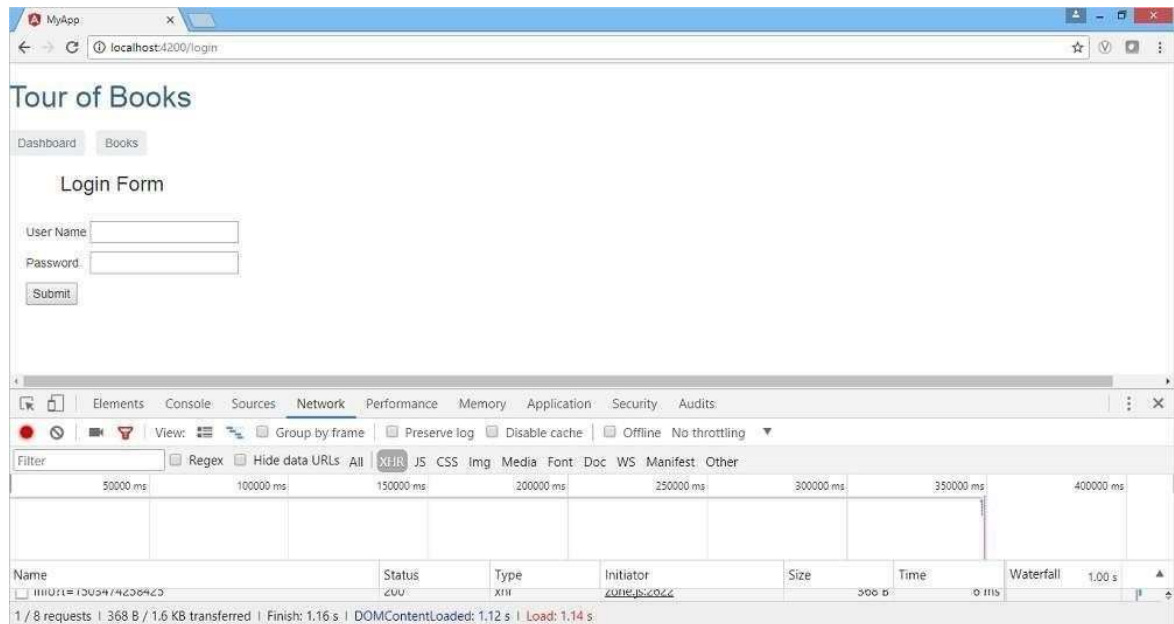 MyApp
localhost:4200/login
Tour of Books
Dashboard Books
Login Form
User Name
Password
Submit
Elements Console Sources Network Performance Memory Application Security Audits
View: Group by frame Preserve log Disable cache Offline No throttling
Filter Regex Hide data URLs All XHR JS CSS Img Media Font Doc WS Manifest Other
50000 ms 100000 ms 150000 ms 200000 ms 250000 ms 300000 ms 350000 ms 400000 ms
Name Status Type Initiator Size Time Waterfall 1.00 s
info?t=1503474258425 200 xhr zone.js:2622 368 B 6 ms
1 / 8 requests | 368 B / 1.6 KB transferred | Finish: 1.16 s | DOMContentLoaded: 1.12 s | Load: 1.14 s